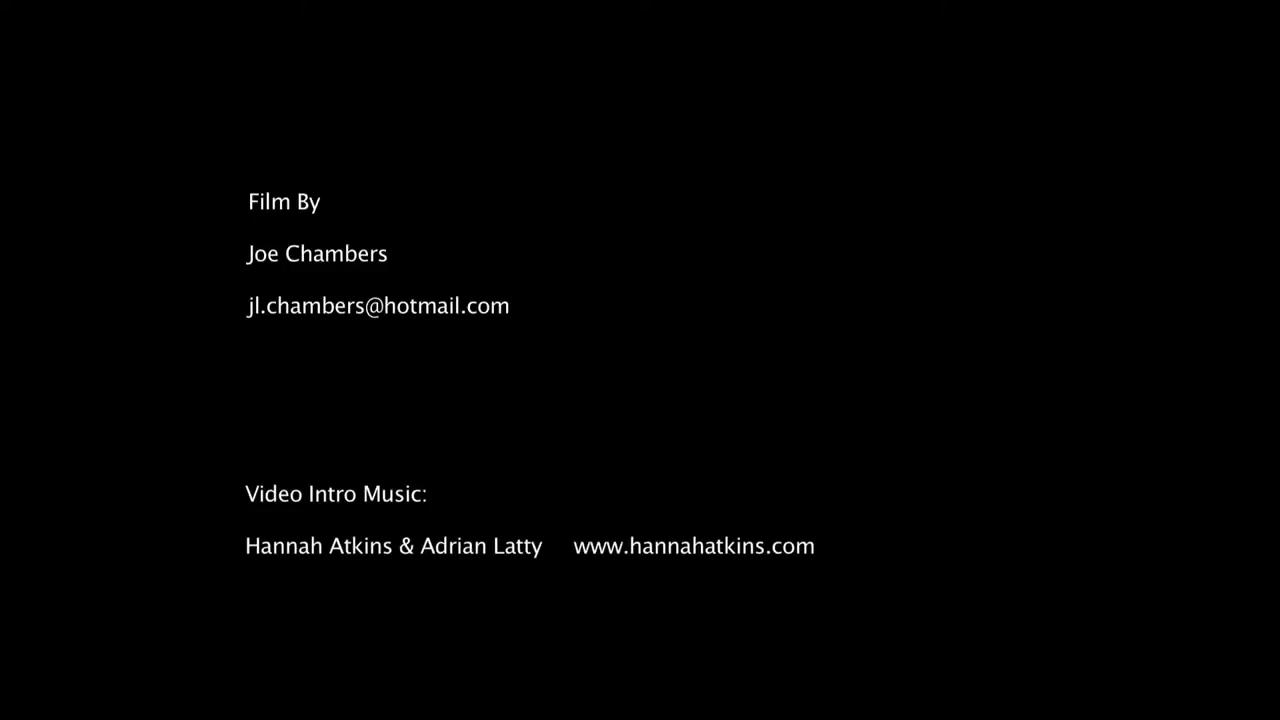 Film By
Joe Chambers
jl.chambers@hotmail.com
Video Intro Music:
Hannah Atkins & Adrian Latty www.hannahatkins.com